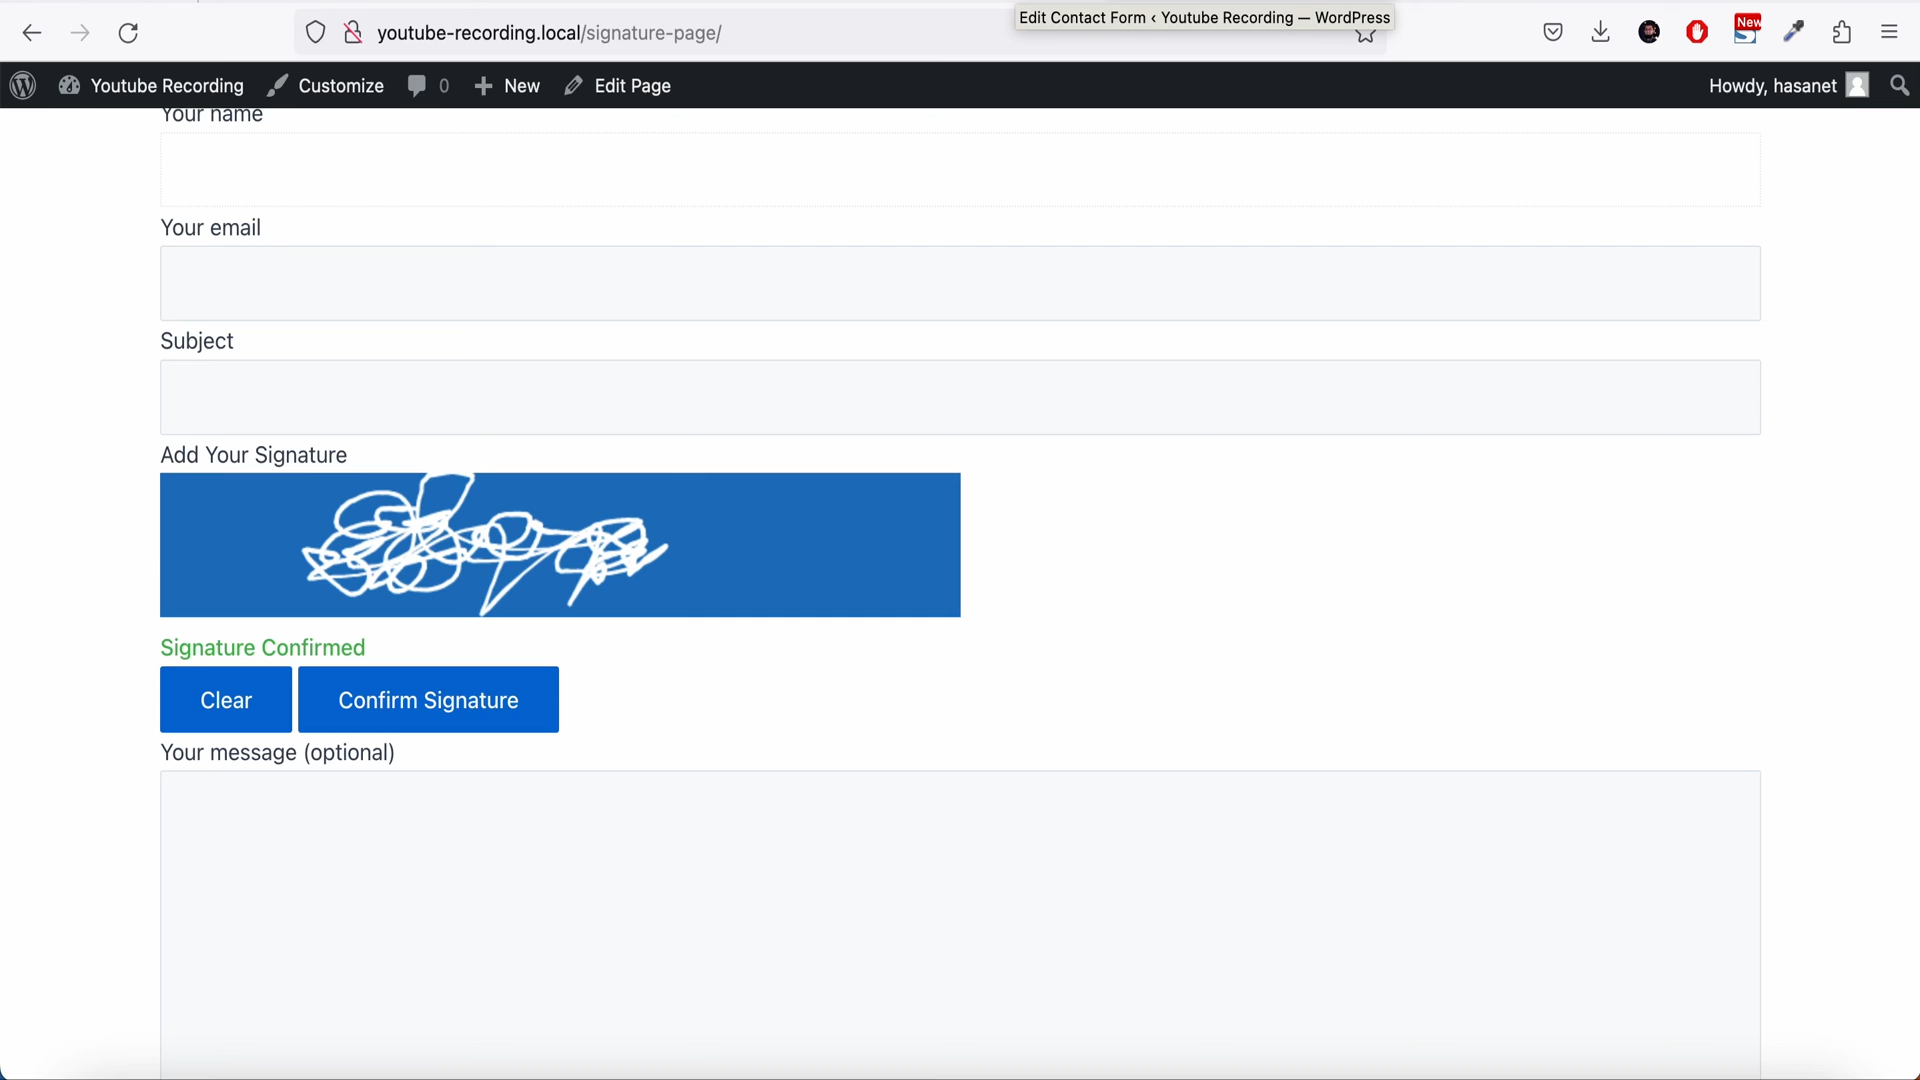 Edit Contact Form ‹ Youtube Recording — WordPress
youtube-recording.local/signature-page/
New
Youtube Recording Customize 0 New Edit Page Howdy, hasanet
Your name
Your email
Subject
Add Your Signature
Signature Confirmed
Clear Confirm Signature
Your message (optional)